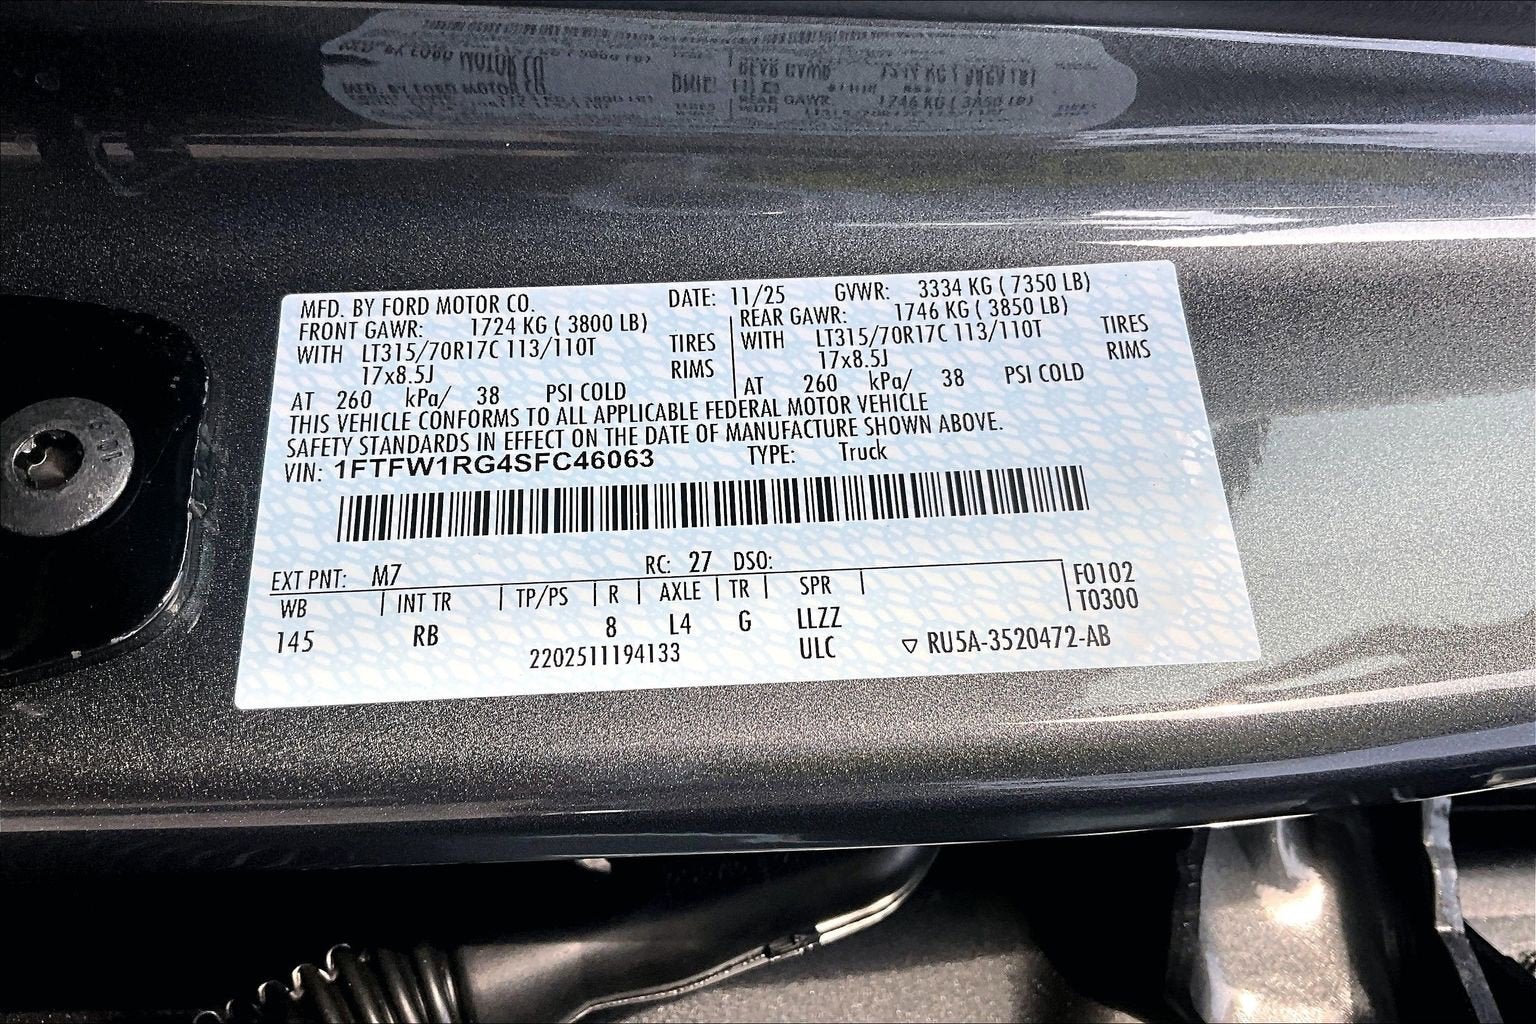 MFD. BY FORD MOTOR CO. DATE: 11/25 GVWR: 3334 KG ( 7350 LB)
FRONT GAWR: 1724 KG ( 3800 LB) REAR GAWR: 1746 KG ( 3850 LB)
WITH LT315/70R17C 113/110T TIRES WITH LT315/70R17C 113/110T TIRES
17x8.5J RIMS 17x8.5J RIMS
AT 260 kPa/ 38 PSI COLD AT 260 kPa/ 38 PSI COLD
THIS VEHICLE CONFORMS TO ALL APPLICABLE FEDERAL MOTOR VEHICLE
SAFETY STANDARDS IN EFFECT ON THE DATE OF MANUFACTURE SHOWN ABOVE.
VIN: 1FTFW1RG4SFC46063 TYPE: Truck
EXT PNT: M7 RC: 27 DSO:
WB INT TR TP/PS R AXLE TR SPR F0102
T0300
145 RB 8 L4 G LLZZ
2202511194133 ULC ▽ RU5A-3520472-AB